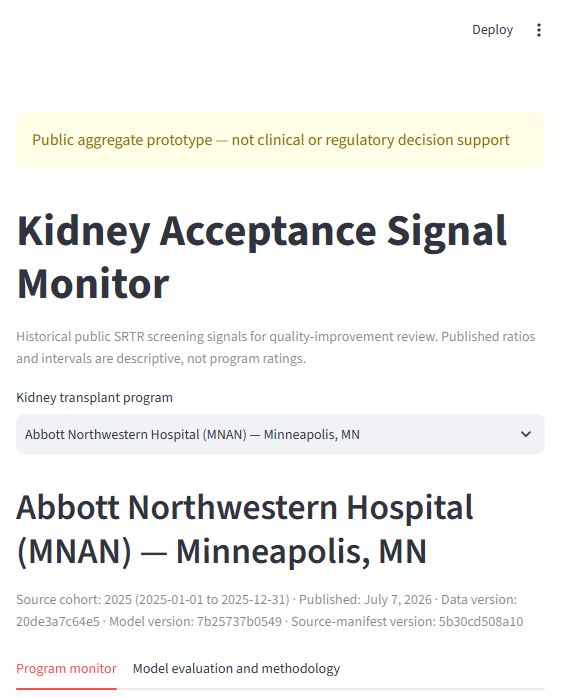 Deploy
Public aggregate prototype — not clinical or regulatory decision support
Kidney Acceptance Signal
Monitor
Historical public SRTR screening signals for quality-improvement review. Published ratios
and intervals are descriptive, not program ratings.
Kidney transplant program
Abbott Northwestern Hospital (MNAN) — Minneapolis, MN
Abbott Northwestern Hospital
(MNAN) — Minneapolis, MN
Source cohort: 2025 (2025-01-01 to 2025-12-31) · Published: July 7, 2026 · Data version:
20de3a7c64e5 · Model version: 7b25737b0549 · Source-manifest version: 5b30cd508a10
Program monitor Model evaluation and methodology